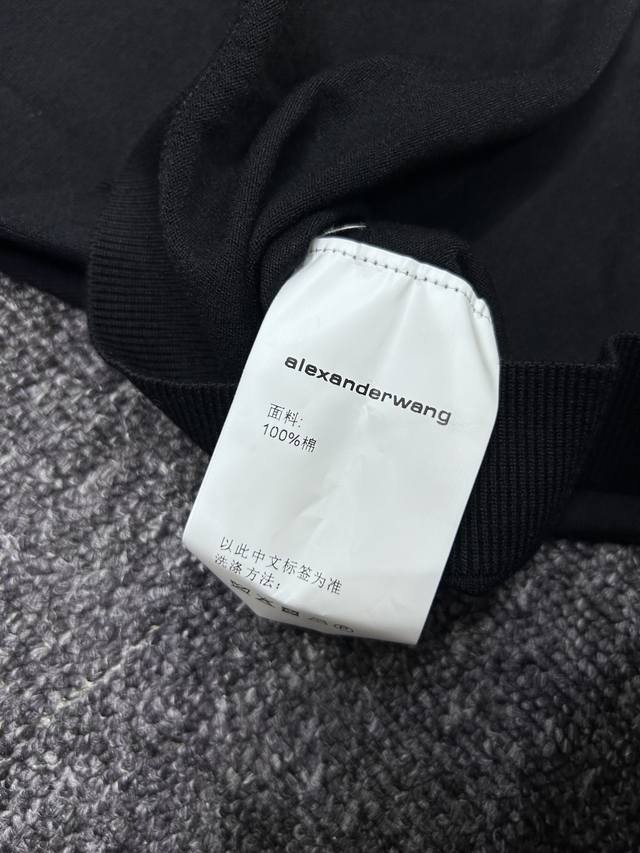 alexanderwang
面料:
100%棉
以此中文标签为准
洗涤方法: